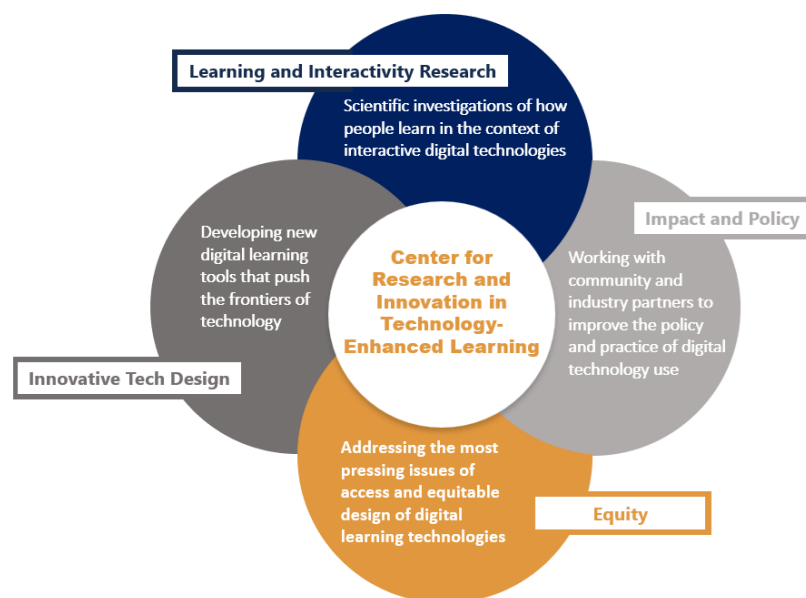 Learning and Interactivity Research
Scientific investigations of how
people learn in the context of
interactive digital technologies
Impact and Policy
Working with
community and
industry partners to
improve the policy
and practice of digital
technology use
Developing new
digital learning
tools that push
the frontiers of
technology
Innovative Tech Design
Center for
Research and
Innovation in
Technology-
Enhanced Learning
Addressing the most
pressing issues of
access and equitable
design of digital
learning technologies
Equity